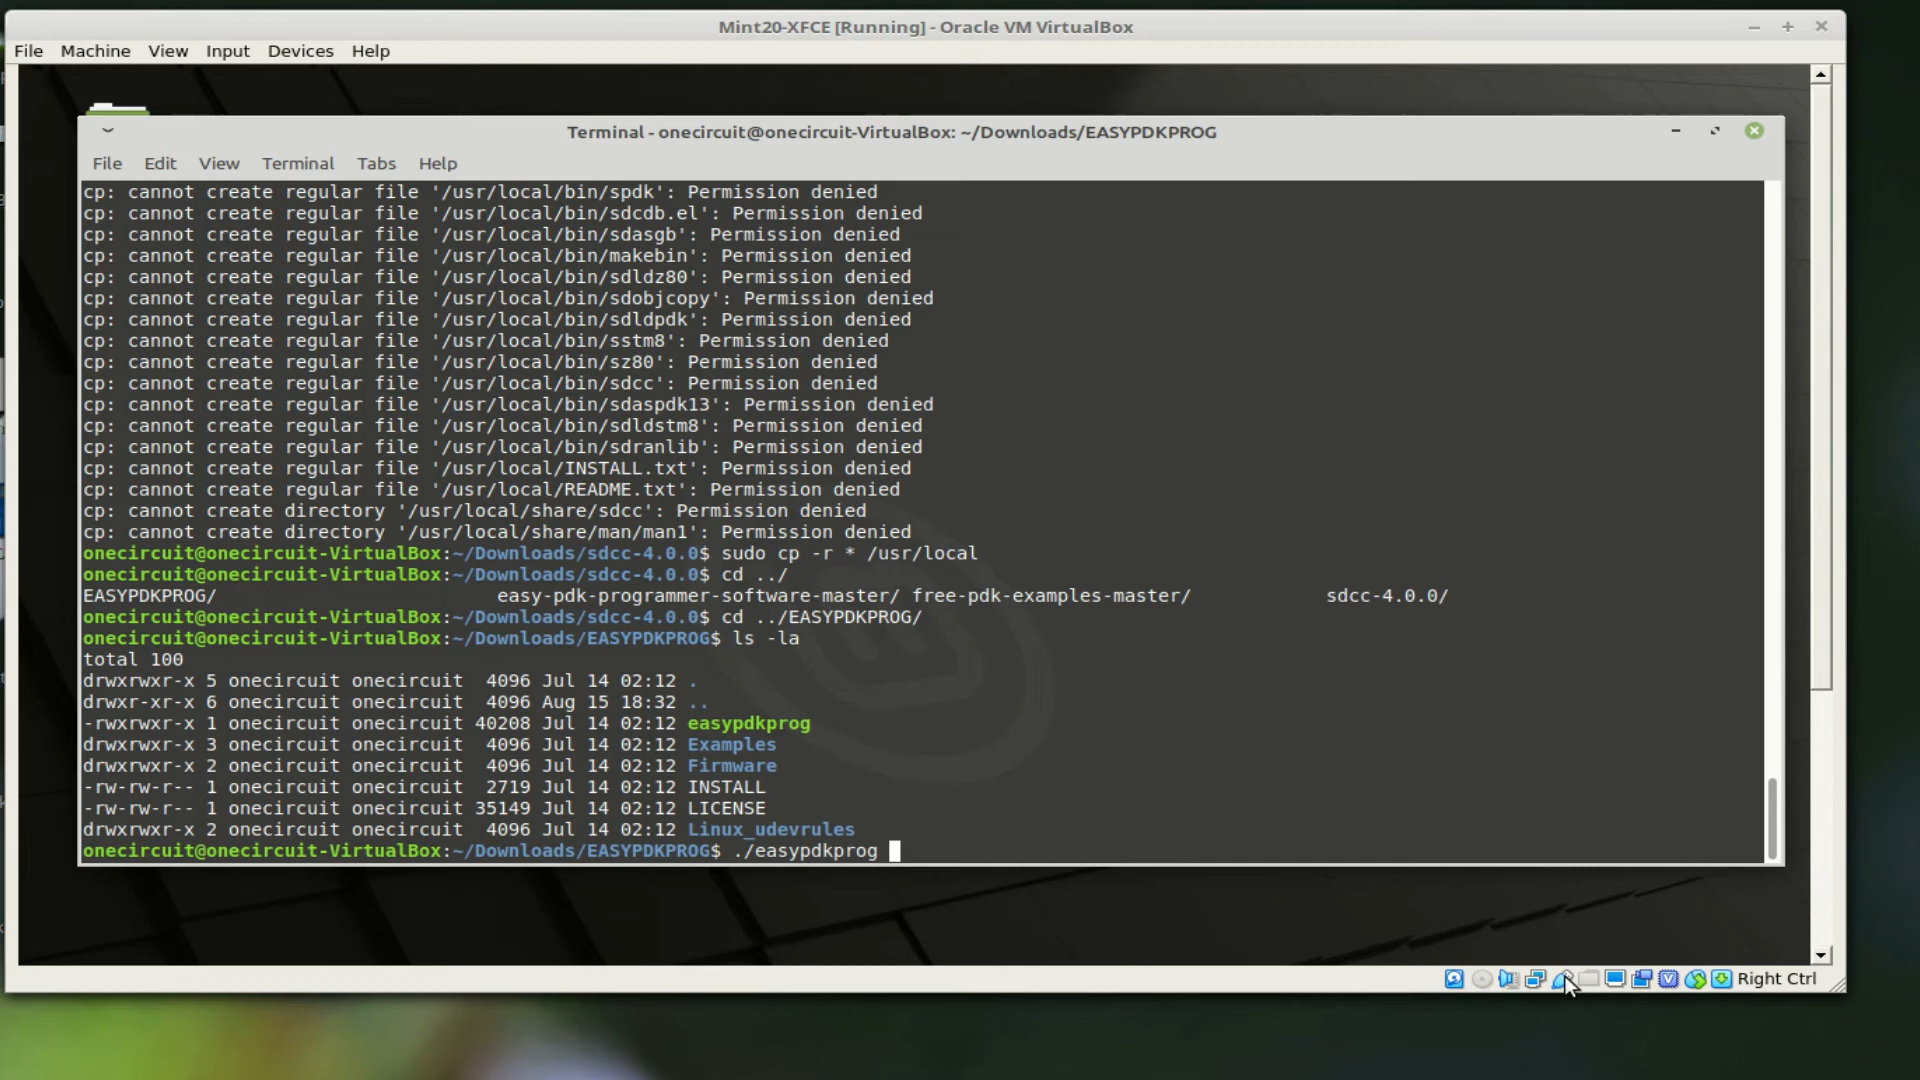 Mint20-XFCE [Running] - Oracle VM VirtualBox
File Machine View Input Devices Help
Terminal - onecircuit@onecircuit-VirtualBox: ~/Downloads/EASYPDKPROG
File Edit View Terminal Tabs Help
cp: cannot create regular file '/usr/local/bin/spdk': Permission denied
cp: cannot create regular file '/usr/local/bin/sdcdb.el': Permission denied
cp: cannot create regular file '/usr/local/bin/sdasgb': Permission denied
cp: cannot create regular file '/usr/local/bin/makebin': Permission denied
cp: cannot create regular file '/usr/local/bin/sdldz80': Permission denied
cp: cannot create regular file '/usr/local/bin/sdobjcopy': Permission denied
cp: cannot create regular file '/usr/local/bin/sdldpdk': Permission denied
cp: cannot create regular file '/usr/local/bin/sstm8': Permission denied
cp: cannot create regular file '/usr/local/bin/sz80': Permission denied
cp: cannot create regular file '/usr/local/bin/sdcc': Permission denied
cp: cannot create regular file '/usr/local/bin/sdaspdk13': Permission denied
cp: cannot create regular file '/usr/local/bin/sdldstm8': Permission denied
cp: cannot create regular file '/usr/local/bin/sdranlib': Permission denied
cp: cannot create regular file '/usr/local/INSTALL.txt': Permission denied
cp: cannot create regular file '/usr/local/README.txt': Permission denied
cp: cannot create directory '/usr/local/share/sdcc': Permission denied
cp: cannot create directory '/usr/local/share/man/man1': Permission denied
onecircuit@onecircuit-VirtualBox:~/Downloads/sdcc-4.0.0$ sudo cp -r * /usr/local
onecircuit@onecircuit-VirtualBox:~/Downloads/sdcc-4.0.0$ cd ../
EASYPDKPROG/ easy-pdk-programmer-software-master/ free-pdk-examples-master/ sdcc-4.0.0/
onecircuit@onecircuit-VirtualBox:~/Downloads/sdcc-4.0.0$ cd ../EASYPDKPROG/
onecircuit@onecircuit-VirtualBox:~/Downloads/EASYPDKPROG$ ls -la
total 100
drwxrwxr-x 5 onecircuit onecircuit 4096 Jul 14 02:12 .
drwxr-xr-x 6 onecircuit onecircuit 4096 Aug 15 18:32 ..
-rwxrwxr-x 1 onecircuit onecircuit 40208 Jul 14 02:12 easypdkprog
drwxrwxr-x 3 onecircuit onecircuit 4096 Jul 14 02:12 Examples
drwxrwxr-x 2 onecircuit onecircuit 4096 Jul 14 02:12 Firmware
-rw-rw-r-- 1 onecircuit onecircuit 2719 Jul 14 02:12 INSTALL
-rw-rw-r-- 1 onecircuit onecircuit 35149 Jul 14 02:12 LICENSE
drwxrwxr-x 2 onecircuit onecircuit 4096 Jul 14 02:12 Linux_udevrules
onecircuit@onecircuit-VirtualBox:~/Downloads/EASYPDKPROG$ ./easypdkprog
Right Ctrl